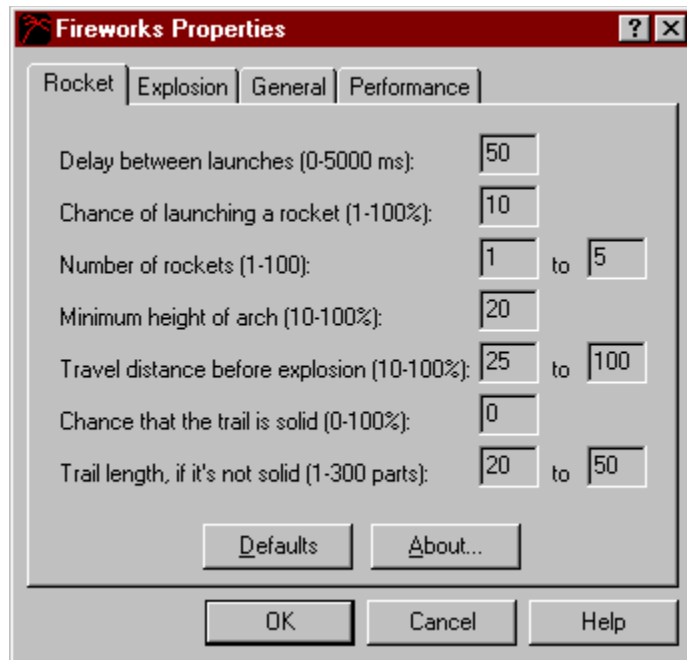 Fireworks Properties ? X
Rocket Explosion General Performance
Delay between launches (0-5000 ms): 50
Chance of launching a rocket (1-100%): 10
Number of rockets (1-100): 1 to 5
Minimum height of arch (10-100%): 20
Travel distance before explosion (10-100%): 25 to 100
Chance that the trail is solid (0-100%): 0
Trail length, if it's not solid (1-300 parts): 20 to 50
Defaults About...
OK Cancel Help